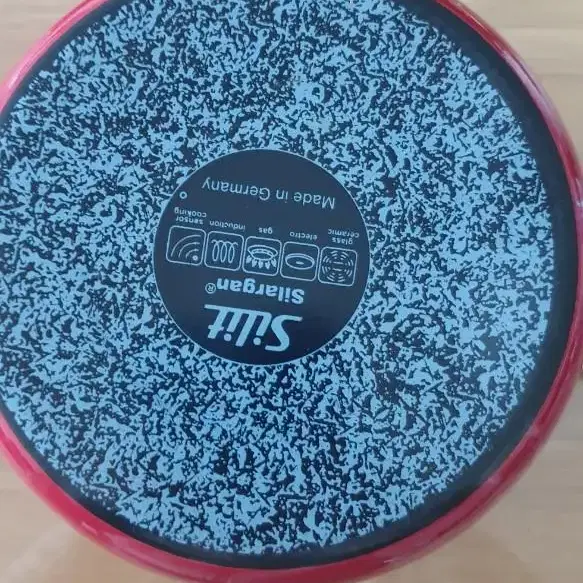 Silit
Silargan®
glass ceramic electro gas induction sensor cooking
Made in Germany